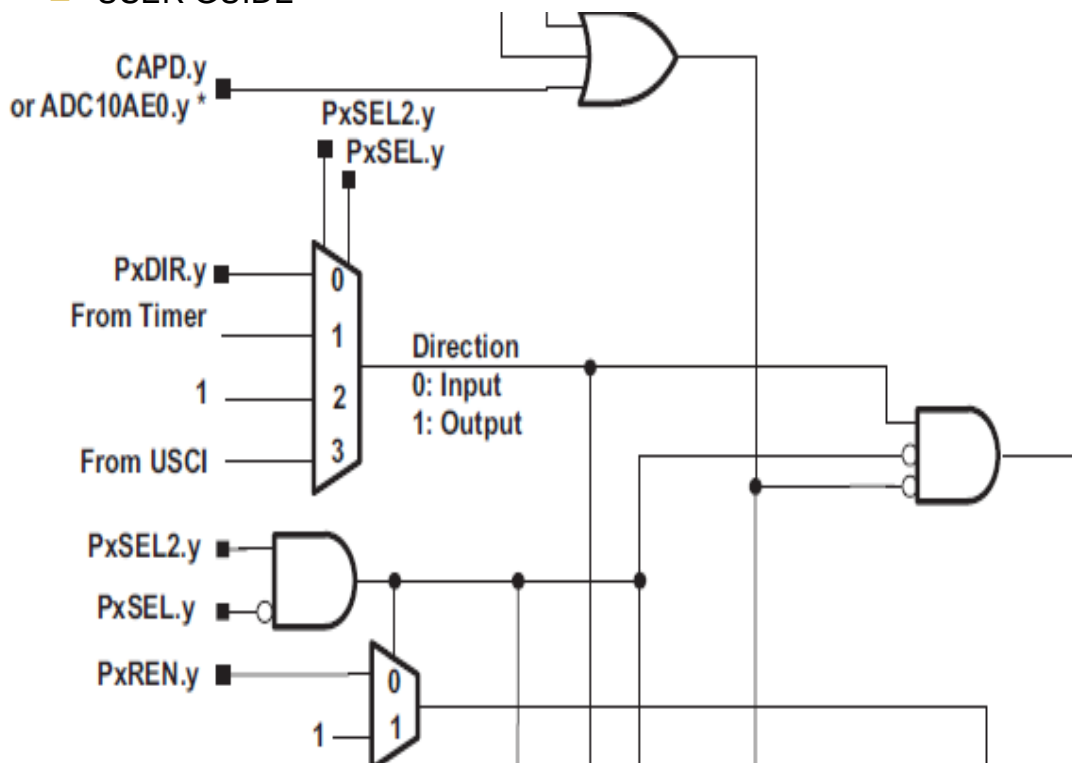 USER GUIDE
CAPD.y
or ADC10AE0.y *
PxSEL2.y
PxSEL.y
PxDIR.y
0
From Timer
1
Direction
0: Input
1: Output
1
2
From USCI
3
PxSEL2.y
PxSEL.y
PxREN.y
0
1
1